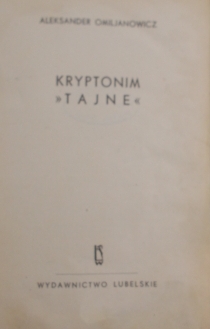 ALEKSANDER OMILJANOWICZ
KRYPTONIM
»TAJNE«
WYDAWNICTWO LUBELSKIE